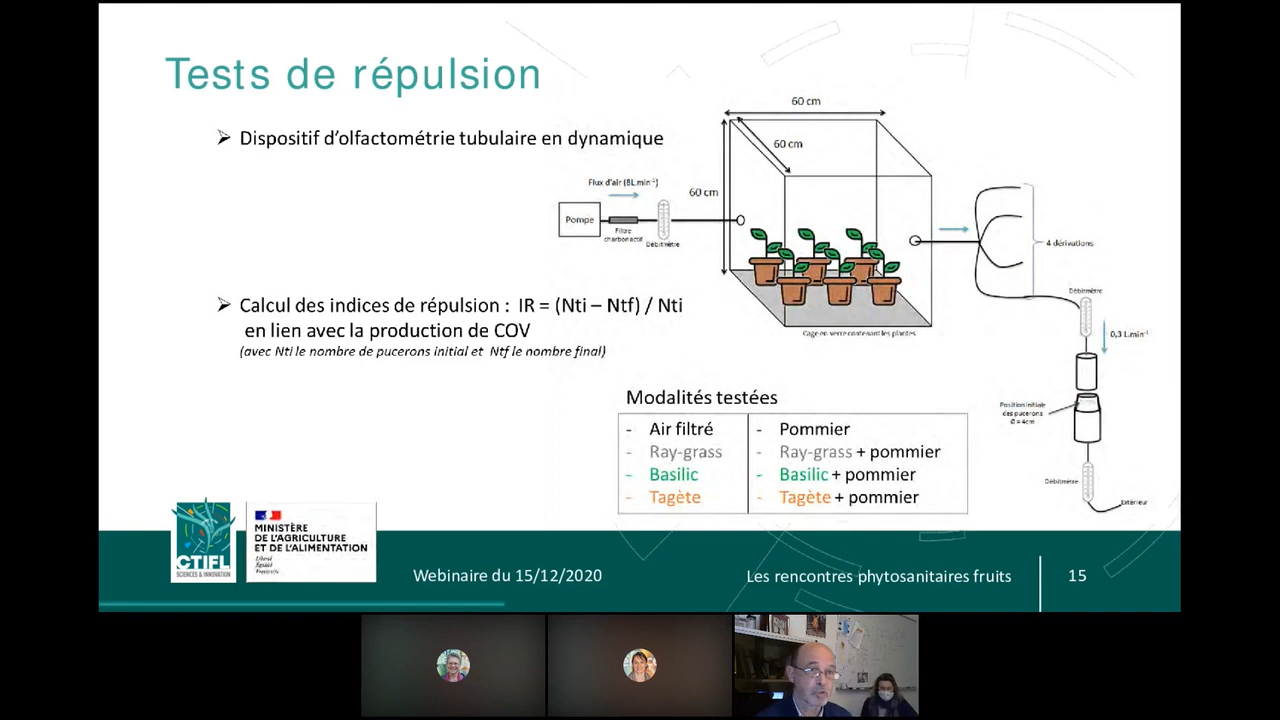 Tests de répulsion
➢ Dispositif d'olfactométrie tubulaire en dynamique
60 cm
60 cm
60 cm
Flux d'air (8L.min⁻¹)
Pompe
Filtre
charbon actif
Débitmètre
4 dérivations
Débitmètre
0,3 L.min⁻¹
Cage en verre contenant les plantes
Position initiale
des pucerons
Ø = 4cm
Débitmètre
Extérieur
➢ Calcul des indices de répulsion : IR = (Nti – Ntf) / Nti
en lien avec la production de COV
(avec Nti le nombre de pucerons initial et Ntf le nombre final)
Modalités testées
- Air filtré
- Ray-grass
- Basilic
- Tagète
- Pommier
- Ray-grass + pommier
- Basilic + pommier
- Tagète + pommier
CTIFL
SCIENCES & INNOVATION
MINISTÈRE
DE L'AGRICULTURE
ET DE L'ALIMENTATION
Liberté
Égalité
Fraternité
Webinaire du 15/12/2020
Les rencontres phytosanitaires fruits
15